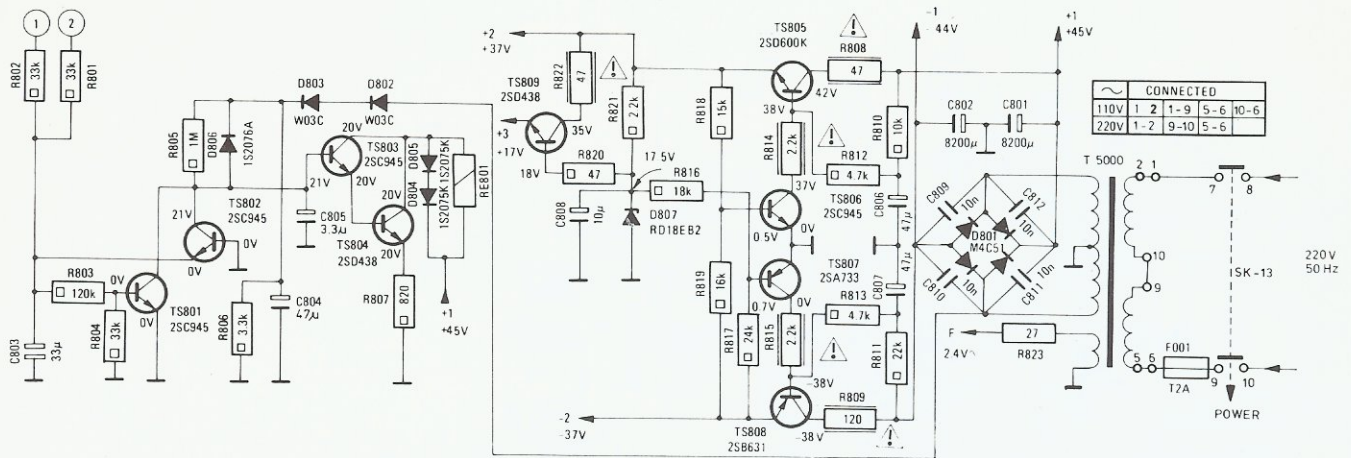 1
2
R802
33k
33k
R801
R805
1M
D806
1S2076A
D803
W03C
D802
W03C
20V
TS803
2SC945
20V
D805
1S2075K
D804
1S2075K
RE801
21V
20V
20V
21V
TS802
2SC945
0V
0V
C805
3.3µ
TS804
2SD438
20V
R803
120k
0V
TS801
2SC945
0V
R804
33k
C803
33µ
R806
3.3k
C804
47µ
R807
820
+1
+45V
+2
+37V
TS809
2SD438
R822
47
+3
+17V
35V
18V
R821
2.2k
R820
47
17.5V
C808
10µ
D807
RD18EB2
R816
18k
R818
15k
R819
16k
R817
24k
TS805
2SD600K
R808
47
38V
42V
R814
2.2k
R812
4.7k
R810
10k
37V
TS806
2SC945
C806
47µ
0.5V
0V
TS807
2SA733
C807
47µ
0.7V
0V
R813
4.7k
R815
2.2k
R811
22k
-38V
R809
120
-2
-37V
TS808
2SB631
-38V
-1
-44V
+1
+45V
C802
8200µ
C801
8200µ
C809
10n
C812
10n
D801
M4C51
C810
10n
C811
10n
F
2.4V
27
R823
CONNECTED
110V 1 2 1-9 5-6 10-6
220V 1-2 9-10 5-6
T 5000
2 1
7 8
10
9
SK-13
220V
50 Hz
5 6
F001
T2A
9 10
POWER